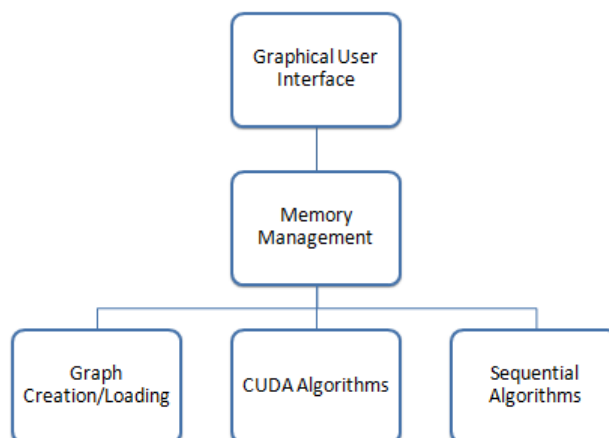 Graphical User
Interface
Memory
Management
Graph
Creation/Loading
CUDA Algorithms
Sequential
Algorithms